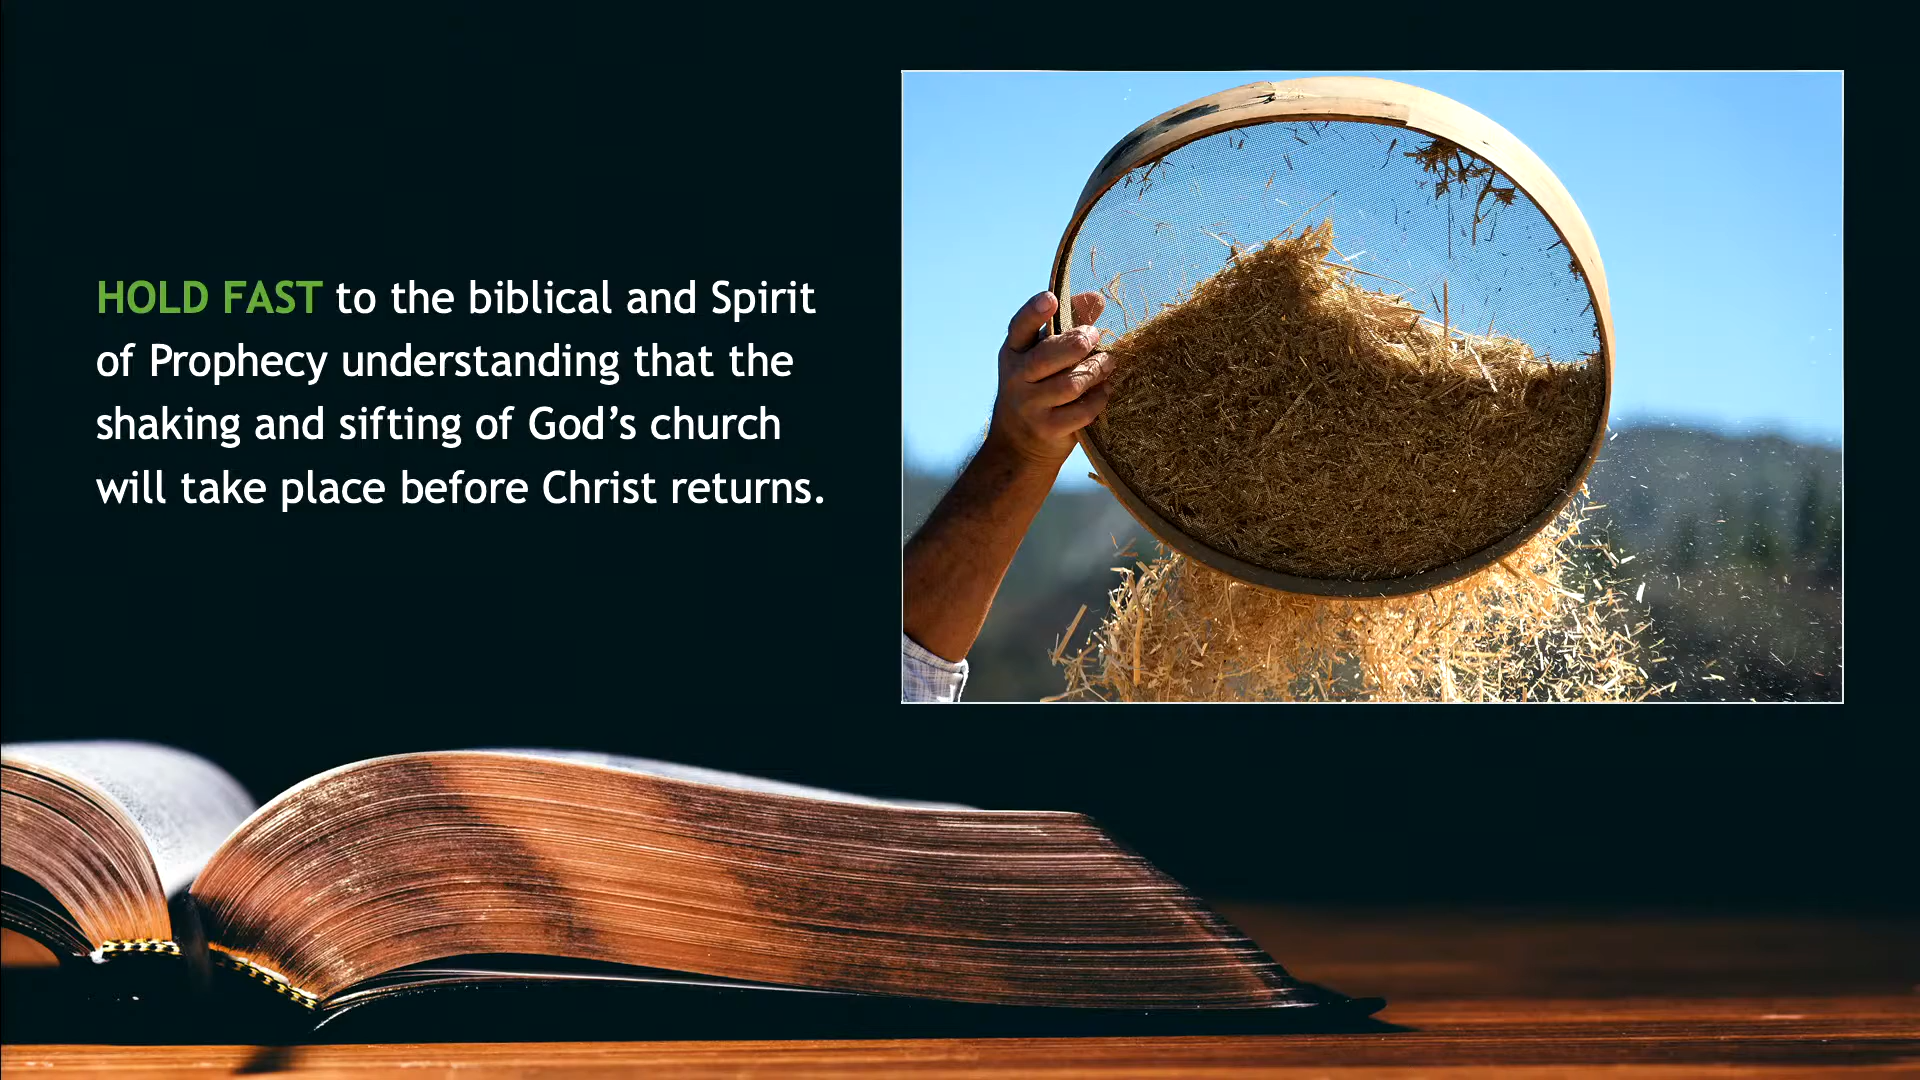 HOLD FAST to the biblical and Spirit
of Prophecy understanding that the
shaking and sifting of God’s church
will take place before Christ returns.